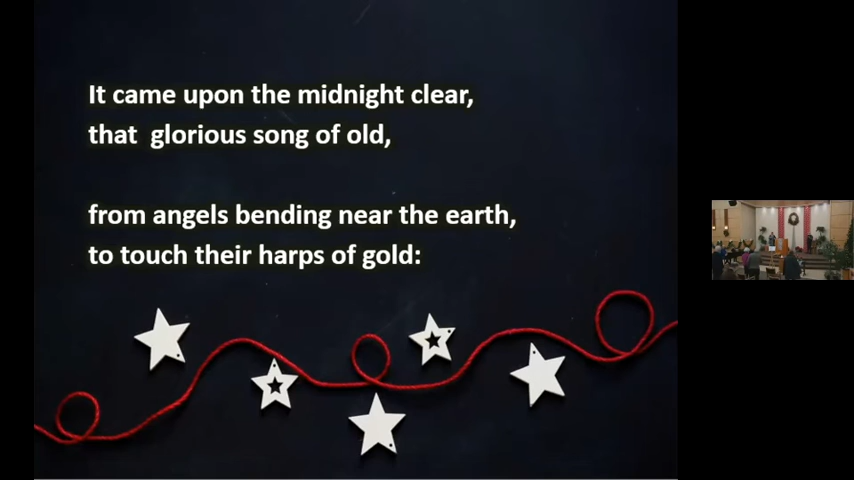 It came upon the midnight clear,
that glorious song of old,
from angels bending near the earth,
to touch their harps of gold: